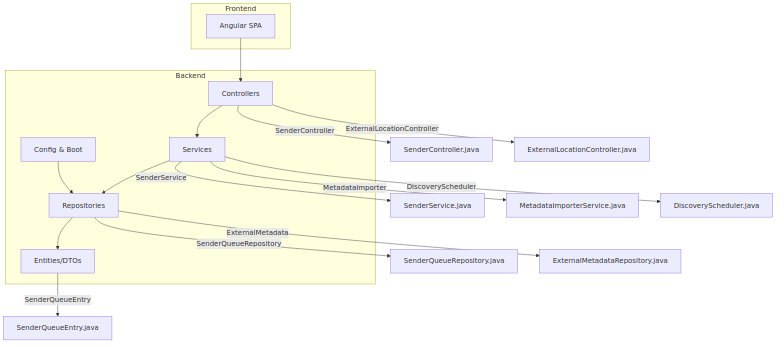 Frontend
Angular SPA
Backend
Controllers
SenderController
ExternalLocationController
Config & Boot
Services
SenderController.java
ExternalLocationController.java
SenderService
MetadataImporter
DiscoveryScheduler
Repositories
SenderService.java
MetadataImporterService.java
DiscoveryScheduler.java
ExternalMetadata
SenderQueueRepository
Entities/DTOs
SenderQueueRepository.java
ExternalMetadataRepository.java
SenderQueueEntry
SenderQueueEntry.java